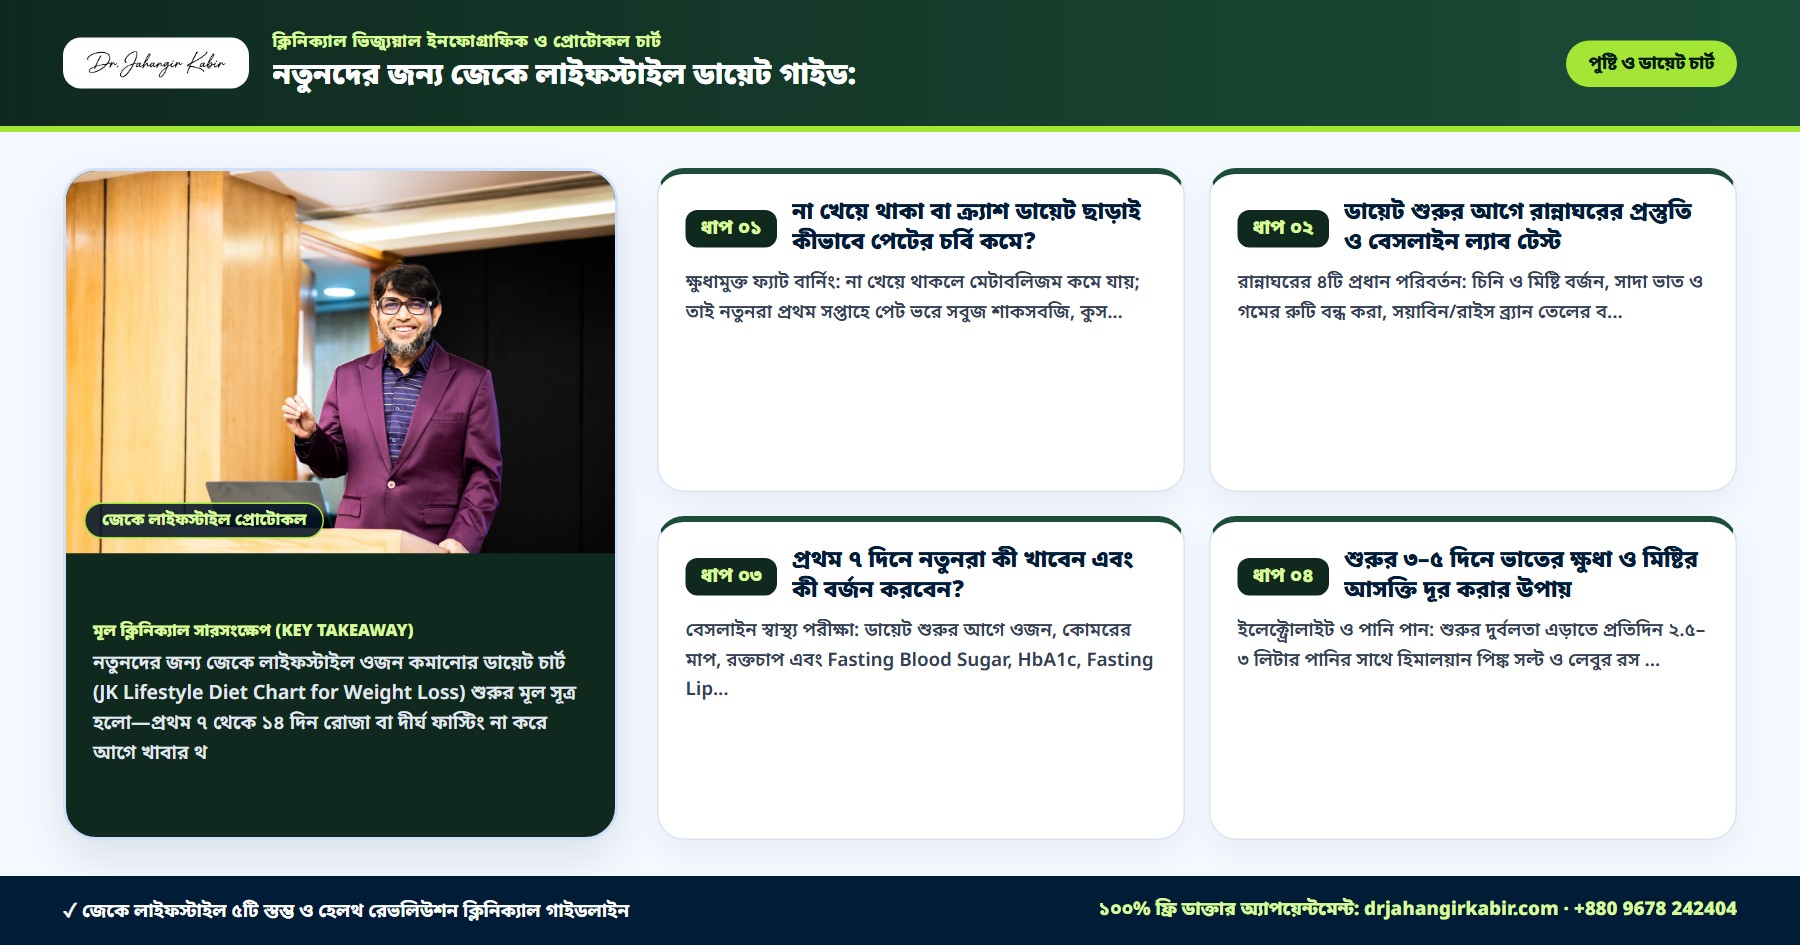 Dr. Jahangir Kabir
ক্লিনিক্যাল ভিজ্যুয়াল ইনফোগ্রাফিক ও প্রোটোকল চার্ট
নতুনদের জন্য জেকে লাইফস্টাইল ডায়েট গাইড:
পুষ্টি ও ডায়েট চার্ট
জেকে লাইফস্টাইল প্রোটোকল
মূল ক্লিনিক্যাল সারসংক্ষেপ (KEY TAKEAWAY)
নতুনদের জন্য জেকে লাইফস্টাইল ওজন কমানোর ডায়েট চার্ট
(JK Lifestyle Diet Chart for Weight Loss) শুরুর মূল সূত্র
হলো—প্রথম ৭ থেকে ১৪ দিন রোজা বা দীর্ঘ ফাস্টিং না করে
আগে খাবার থ
ধাপ ০১
না খেয়ে থাকা বা ক্র্যাশ ডায়েট ছাড়াই
কীভাবে পেটের চর্বি কমে?
ক্ষুধামুক্ত ফ্যাট বার্নিং: না খেয়ে থাকলে মেটাবলিজম কমে যায়;
তাই নতুনরা প্রথম সপ্তাহে পেট ভরে সবুজ শাকসবজি, কুস...
ধাপ ০২
ডায়েট শুরুর আগে রান্নাঘরের প্রস্তুতি
ও বেসলাইন ল্যাব টেস্ট
রান্নাঘরের ৪টি প্রধান পরিবর্তন: চিনি ও মিষ্টি বর্জন, সাদা ভাত ও
গমের রুটি বন্ধ করা, সয়াবিন/রাইস ব্র্যান তেলের ব...
ধাপ ০৩
প্রথম ৭ দিনে নতুনরা কী খাবেন এবং
কী বর্জন করবেন?
বেসলাইন স্বাস্থ্য পরীক্ষা: ডায়েট শুরুর আগে ওজন, কোমরের
মাপ, রক্তচাপ এবং Fasting Blood Sugar, HbA1c, Fasting
Lip...
ধাপ ০৪
শুরুর ৩–৫ দিনে ভাতের ক্ষুধা ও মিষ্টির
আসক্তি দূর করার উপায়
ইলেক্ট্রোলাইট ও পানি পান: শুরুর দুর্বলতা এড়াতে প্রতিদিন ২.৫–
৩ লিটার পানির সাথে হিমালয়ান পিঙ্ক সল্ট ও লেবুর রস ...
✓ জেকে লাইফস্টাইল ৫টি স্তম্ভ ও হেলথ রেভলিউশন ক্লিনিক্যাল গাইডলাইন
১০০% ফ্রি ডাক্তার অ্যাপয়েন্টমেন্ট: drjahangirkabir.com · +880 9678 242404